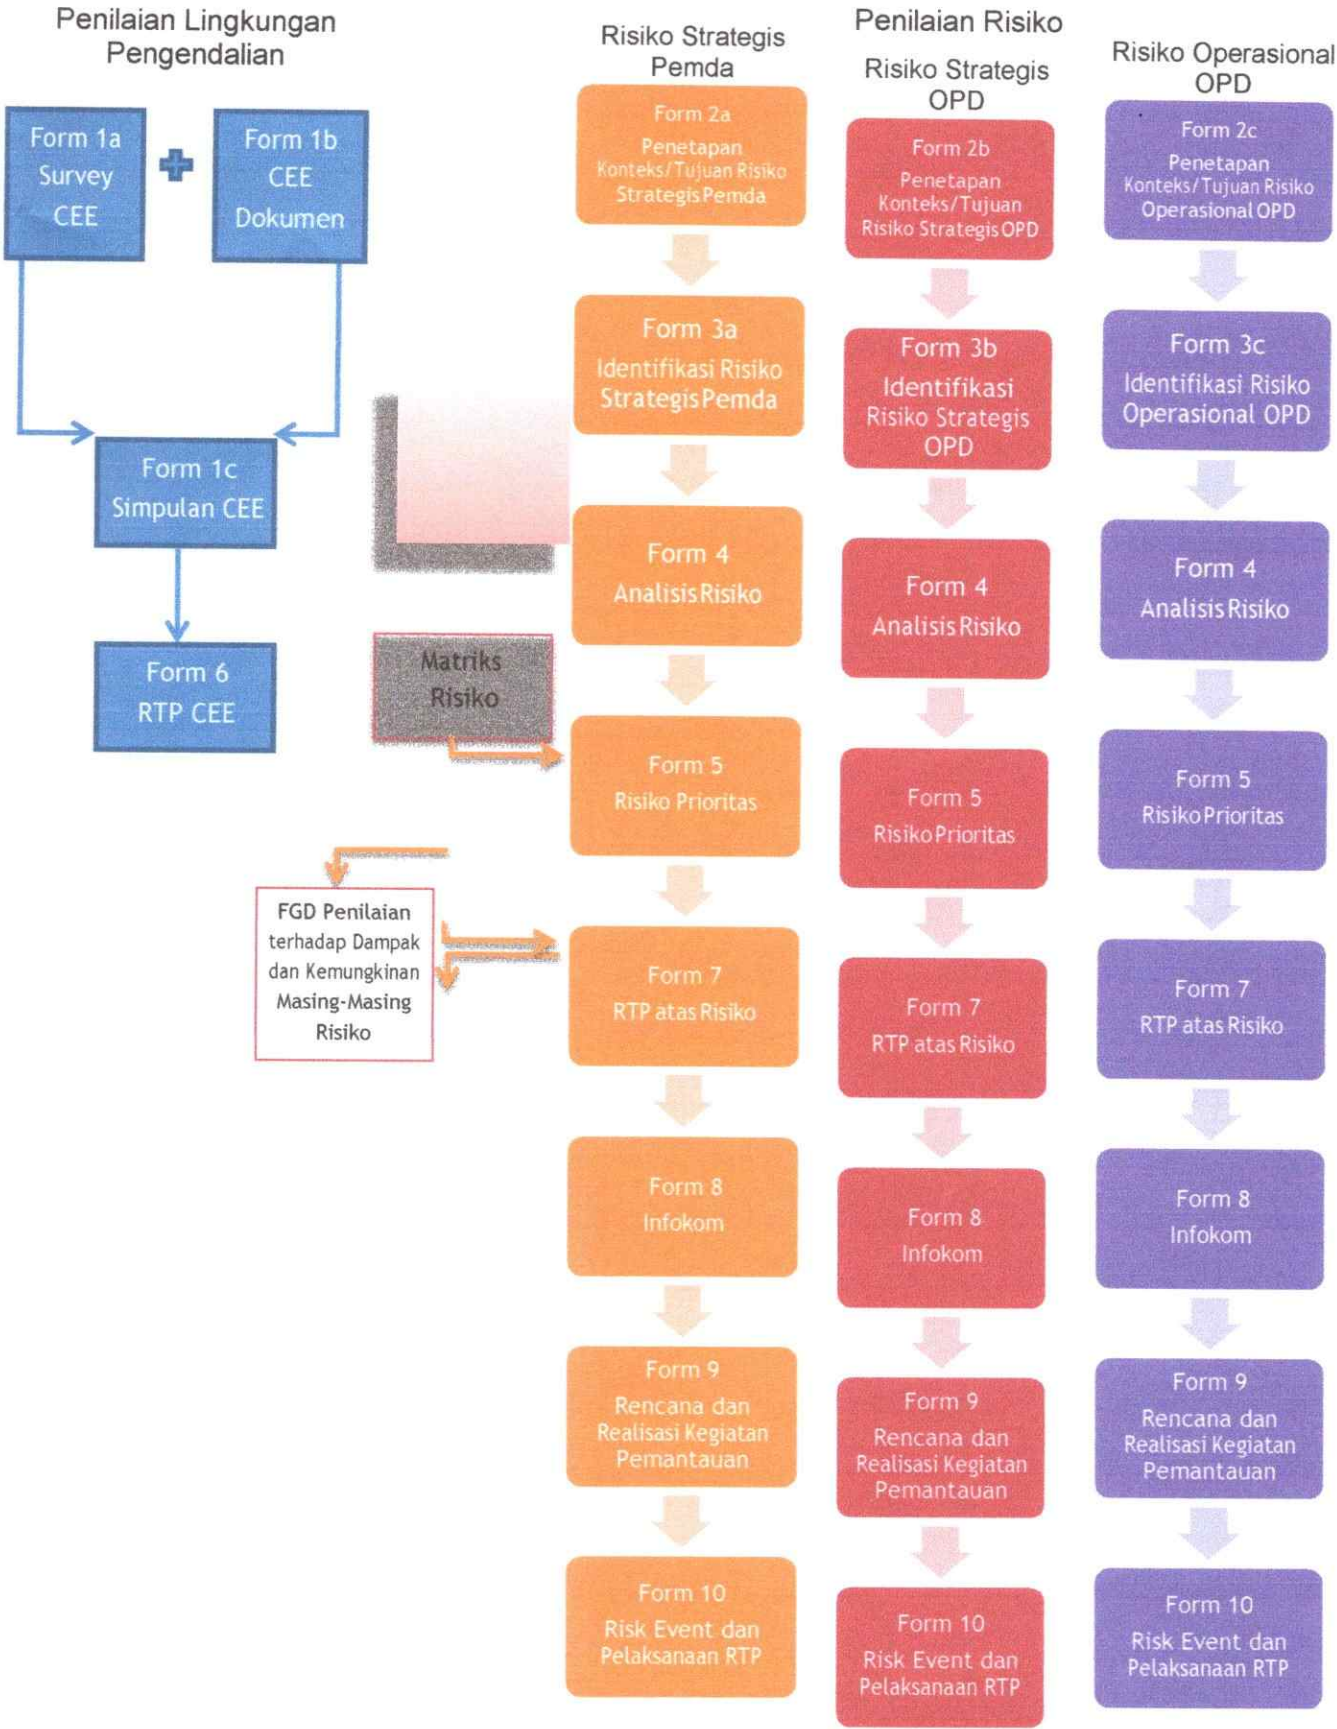 Penilaian Lingkungan
Pengendalian
Form 1a
Survey
CEE
Form 1b
CEE
Dokumen
Form 1c
Simpulan CEE
Form 6
RTP CEE
Matriks
Risiko
FGD Penilaian
terhadap Dampak
dan Kemungkinan
Masing-Masing
Risiko
Penilaian Risiko
Risiko Strategis
Pemda
Form 2a
Penetapan
Konteks/Tujuan Risiko
Strategis Pemda
Form 3a
Identifikasi Risiko
Strategis Pemda
Form 4
Analisis Risiko
Form 5
Risiko Prioritas
Form 7
RTP atas Risiko
Form 8
Infokom
Form 9
Rencana dan
Realisasi Kegiatan
Pemantauan
Form 10
Risk Event dan
Pelaksanaan RTP
Risiko Strategis
OPD
Form 2b
Penetapan
Konteks/Tujuan
Risiko Strategis OPD
Form 3b
Identifikasi
Risiko Strategis
OPD
Form 4
Analisis Risiko
Form 5
Risiko Prioritas
Form 7
RTP atas Risiko
Form 8
Infokom
Form 9
Rencana dan
Realisasi Kegiatan
Pemantauan
Form 10
Risk Event dan
Pelaksanaan RTP
Risiko Operasional
OPD
Form 2c
Penetapan
Konteks/Tujuan Risiko
Operasional OPD
Form 3c
Identifikasi Risiko
Operasional OPD
Form 4
Analisis Risiko
Form 5
Risiko Prioritas
Form 7
RTP atas Risiko
Form 8
Infokom
Form 9
Rencana dan
Realisasi Kegiatan
Pemantauan
Form 10
Risk Event dan
Pelaksanaan RTP